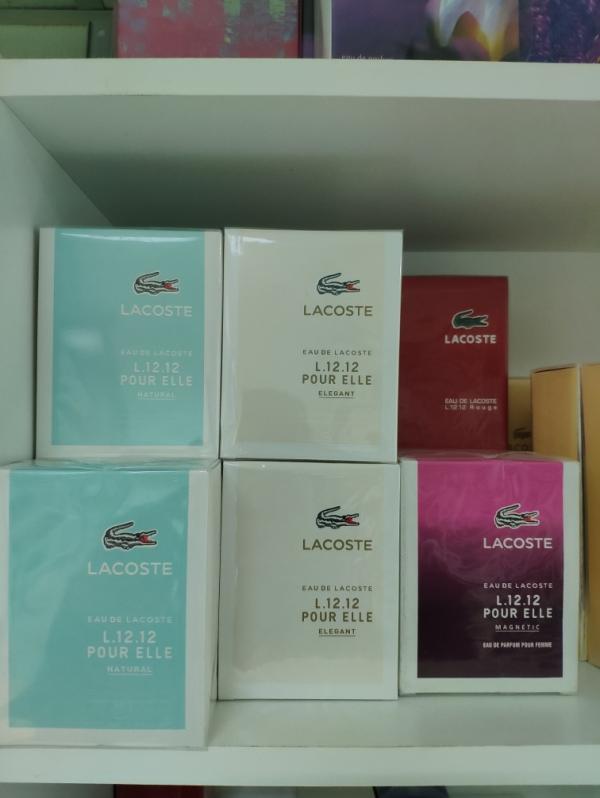 eau de parfum
LACOSTE
EAU DE LACOSTE
L.12.12
POUR ELLE
NATURAL
LACOSTE
EAU DE LACOSTE
L.12.12
POUR ELLE
ELEGANT
LACOSTE
EAU DE LACOSTE
L.12.12 Rouge
LACOSTE
EAU DE LACOSTE
L.12.12
POUR ELLE
NATURAL
LACOSTE
EAU DE LACOSTE
L.12.12
POUR ELLE
ELEGANT
LACOSTE
EAU DE LACOSTE
L.12.12
POUR ELLE
MAGNETIC
EAU DE PARFUM POUR FEMME